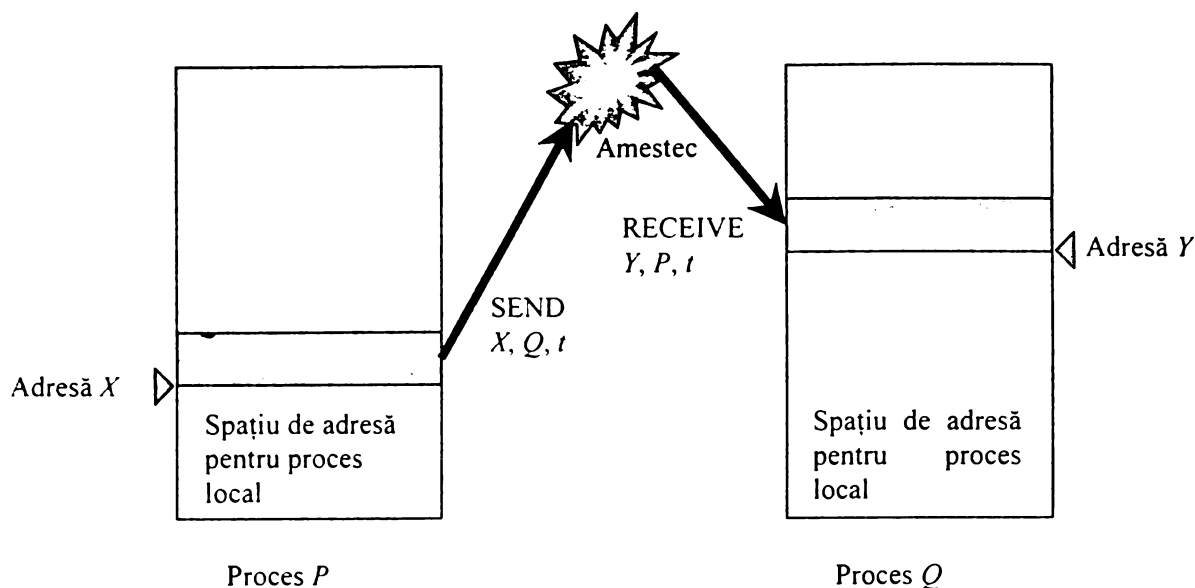 Amestec
RECEIVE
Y, P, t
Adresă Y
SEND
X, Q, t
Adresă X
Spațiu de adresă
pentru proces
local
Spațiu de adresă
pentru proces
local
Proces P
Proces Q